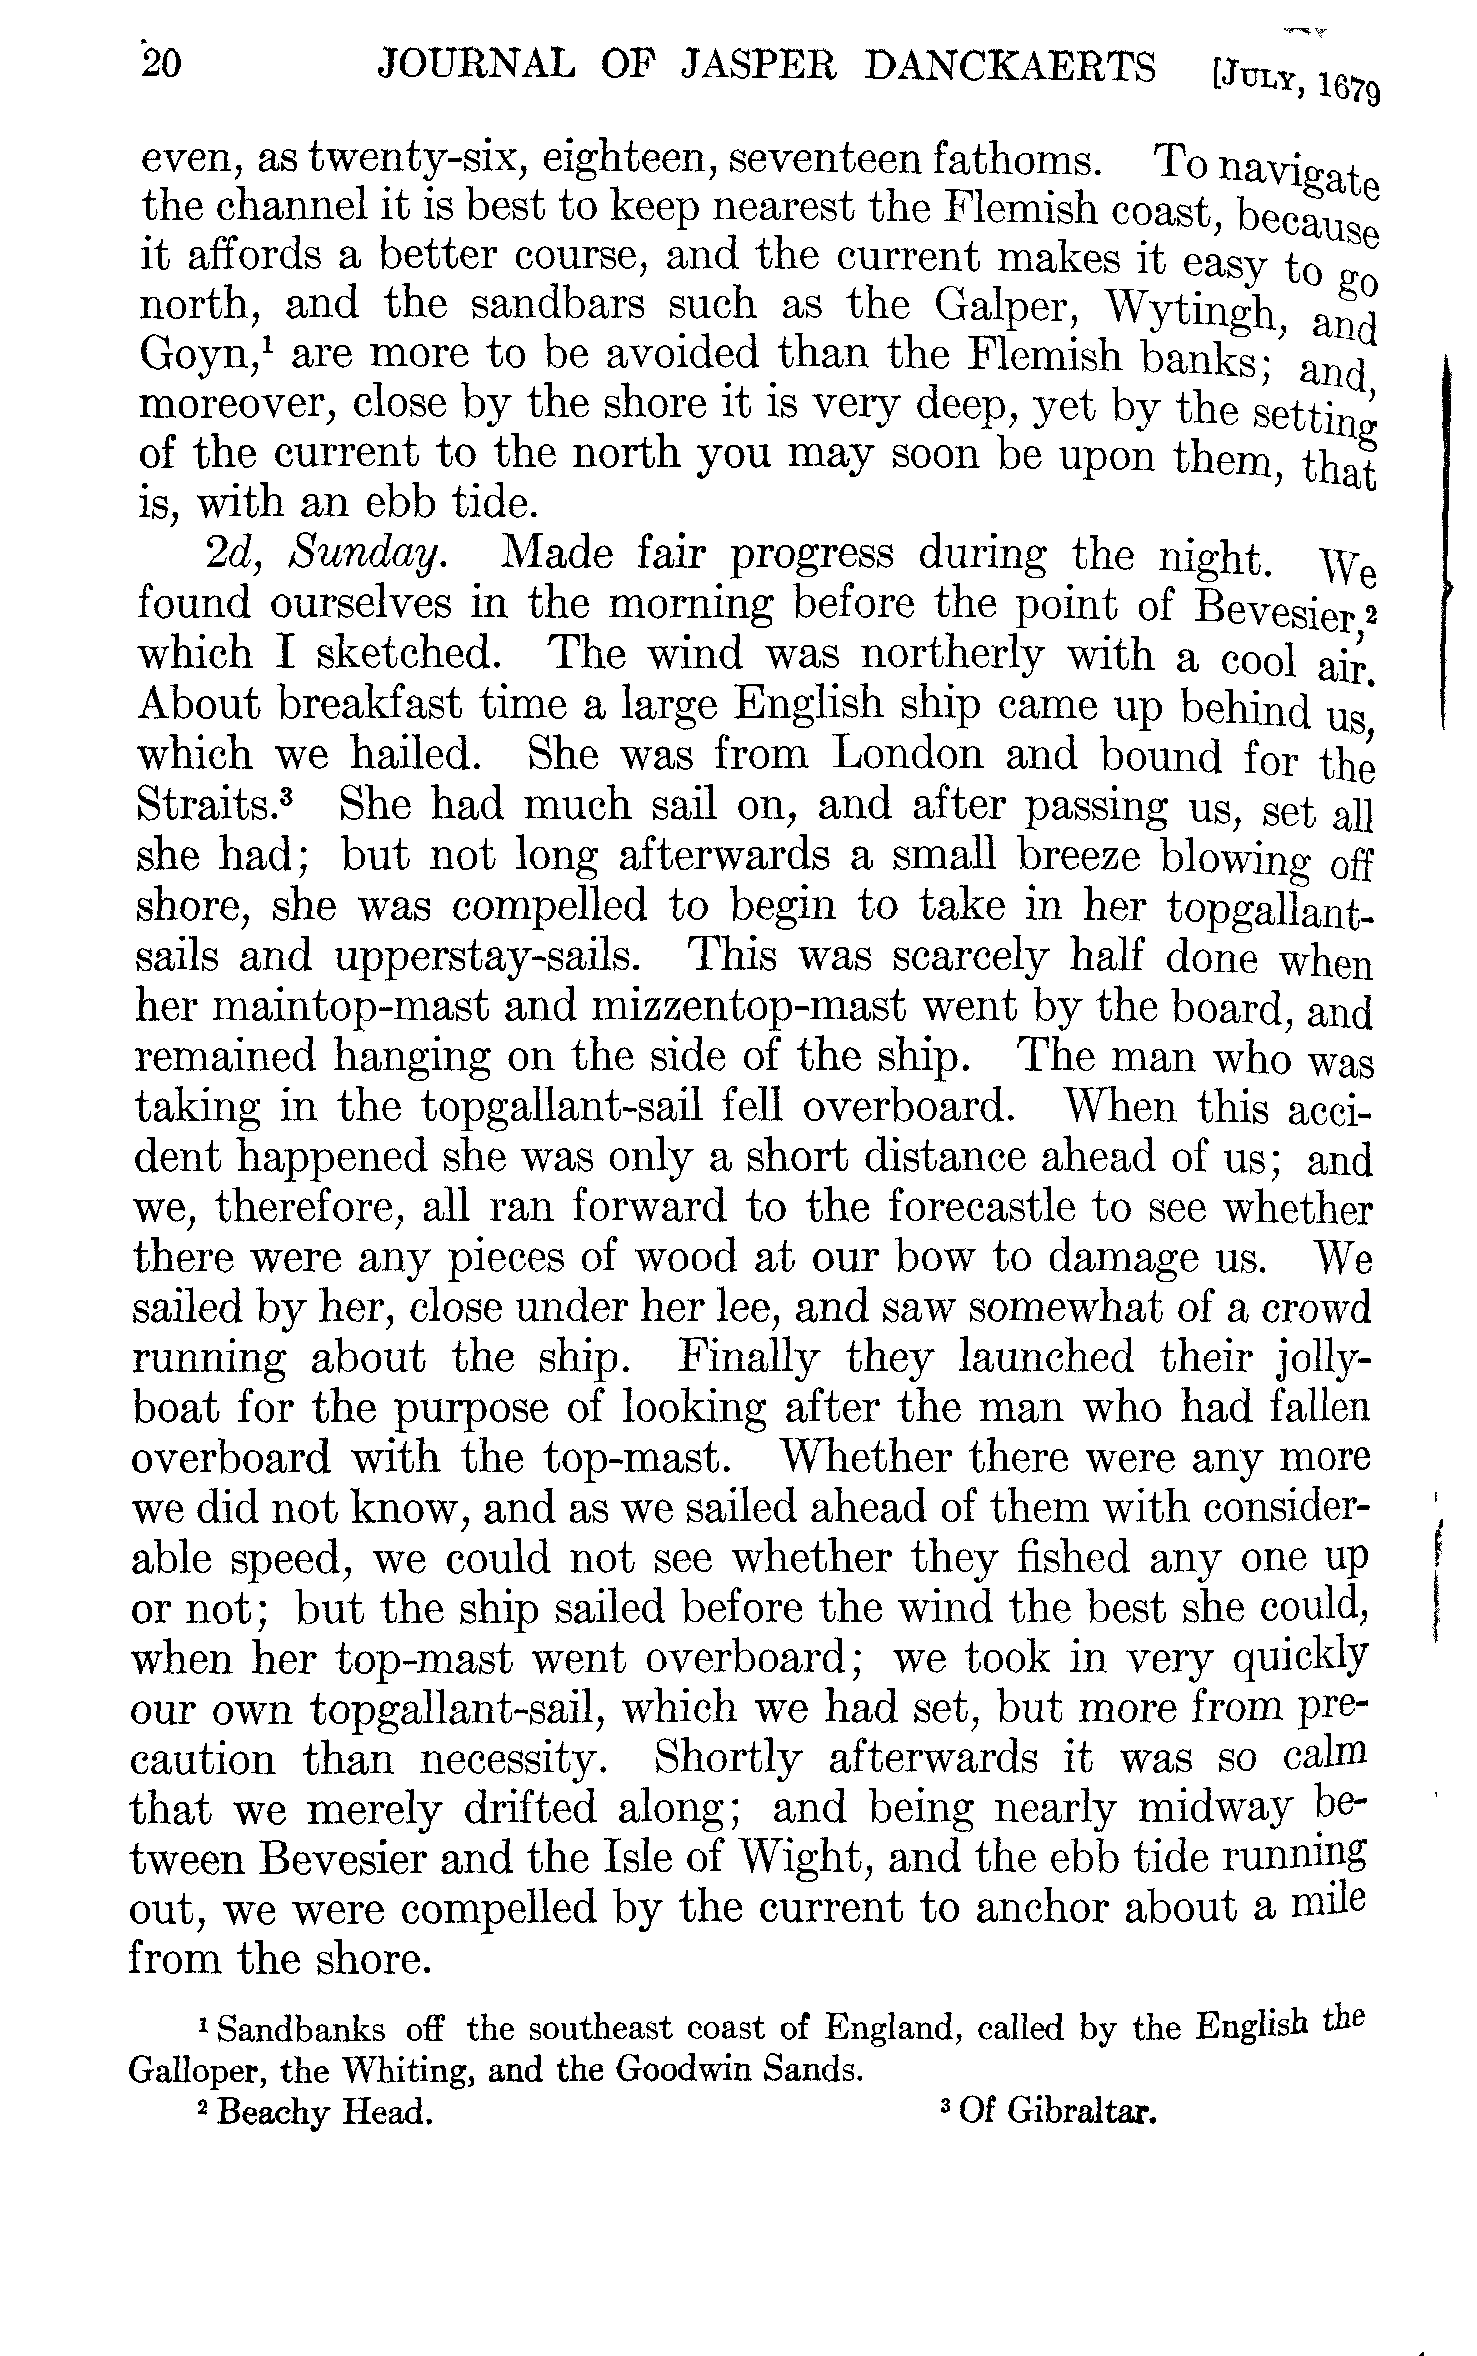 20 JOURNAL OF JASPER DANCKAERTS [JULY, 1679
even, as twenty-six, eighteen, seventeen fathoms. To navigate
the channel it is best to keep nearest the Flemish coast, because
it affords a better course, and the current makes it easy to go
north, and the sandbars such as the Galper, Wytingh, and
Goyn,¹ are more to be avoided than the Flemish banks; and,
moreover, close by the shore it is very deep, yet by the setting
of the current to the north you may soon be upon them, that
is, with an ebb tide.
2d, Sunday. Made fair progress during the night. We
found ourselves in the morning before the point of Bevesier,²
which I sketched. The wind was northerly with a cool air.
About breakfast time a large English ship came up behind us,
which we hailed. She was from London and bound for the
Straits.³ She had much sail on, and after passing us, set all
she had; but not long afterwards a small breeze blowing off
shore, she was compelled to begin to take in her topgallant-
sails and upperstay-sails. This was scarcely half done when
her maintop-mast and mizzentop-mast went by the board, and
remained hanging on the side of the ship. The man who was
taking in the topgallant-sail fell overboard. When this acci-
dent happened she was only a short distance ahead of us; and
we, therefore, all ran forward to the forecastle to see whether
there were any pieces of wood at our bow to damage us. We
sailed by her, close under her lee, and saw somewhat of a crowd
running about the ship. Finally they launched their jolly-
boat for the purpose of looking after the man who had fallen
overboard with the top-mast. Whether there were any more
we did not know, and as we sailed ahead of them with consider-
able speed, we could not see whether they fished any one up
or not; but the ship sailed before the wind the best she could,
when her top-mast went overboard; we took in very quickly
our own topgallant-sail, which we had set, but more from pre-
caution than necessity. Shortly afterwards it was so calm
that we merely drifted along; and being nearly midway be-
tween Bevesier and the Isle of Wight, and the ebb tide running
out, we were compelled by the current to anchor about a mile
from the shore.
¹ Sandbanks off the southeast coast of England, called by the English the
Galloper, the Whiting, and the Goodwin Sands.
² Beachy Head. ³ Of Gibraltar.